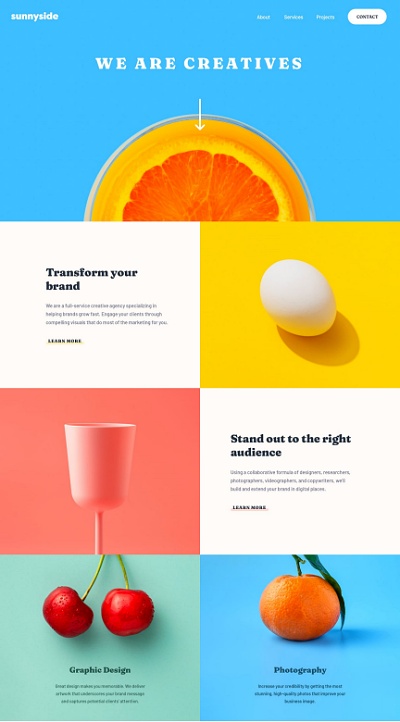 sunnyside
About Services Projects CONTACT
WE ARE CREATIVES
Transform your
brand
We are a full-service creative agency specializing in
helping brands grow fast. Engage your clients through
compelling visuals that do most of the marketing for you.
LEARN MORE
Stand out to the right
audience
Using a collaborative formula of designers, researchers,
photographers, videographers, and copywriters, we'll
build and extend your brand in digital places.
LEARN MORE
Graphic Design
Great design makes you memorable. We deliver
artwork that underscores your brand message
and captures potential clients' attention.
Photography
Increase your credibility by getting the most
stunning, high-quality photos that improve your
business image.